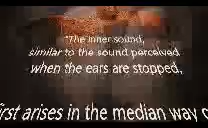 "The inner sound,
similar to the sound perceived
when the ears are stopped,
first arises in the median way